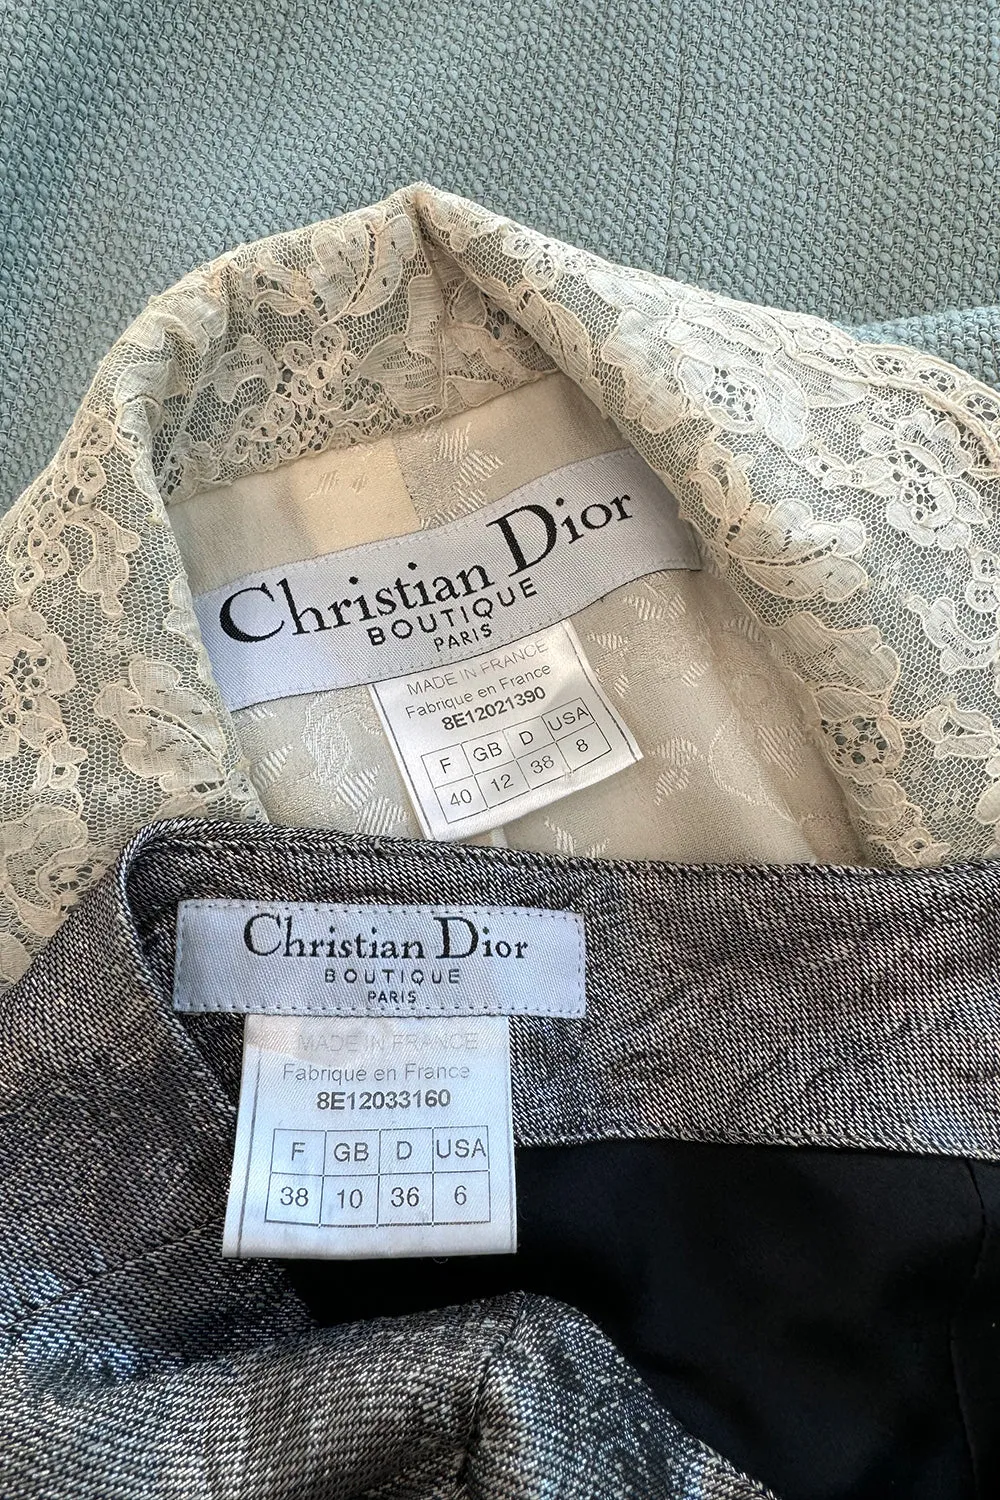 Christian Dior
BOUTIQUE
PARIS
MADE IN FRANCE
Fabrique en France
8E12021390
F GB D USA
40 12 38 8
Christian Dior
BOUTIQUE
PARIS
MADE IN FRANCE
Fabrique en France
8E12033160
F GB D USA
38 10 36 6